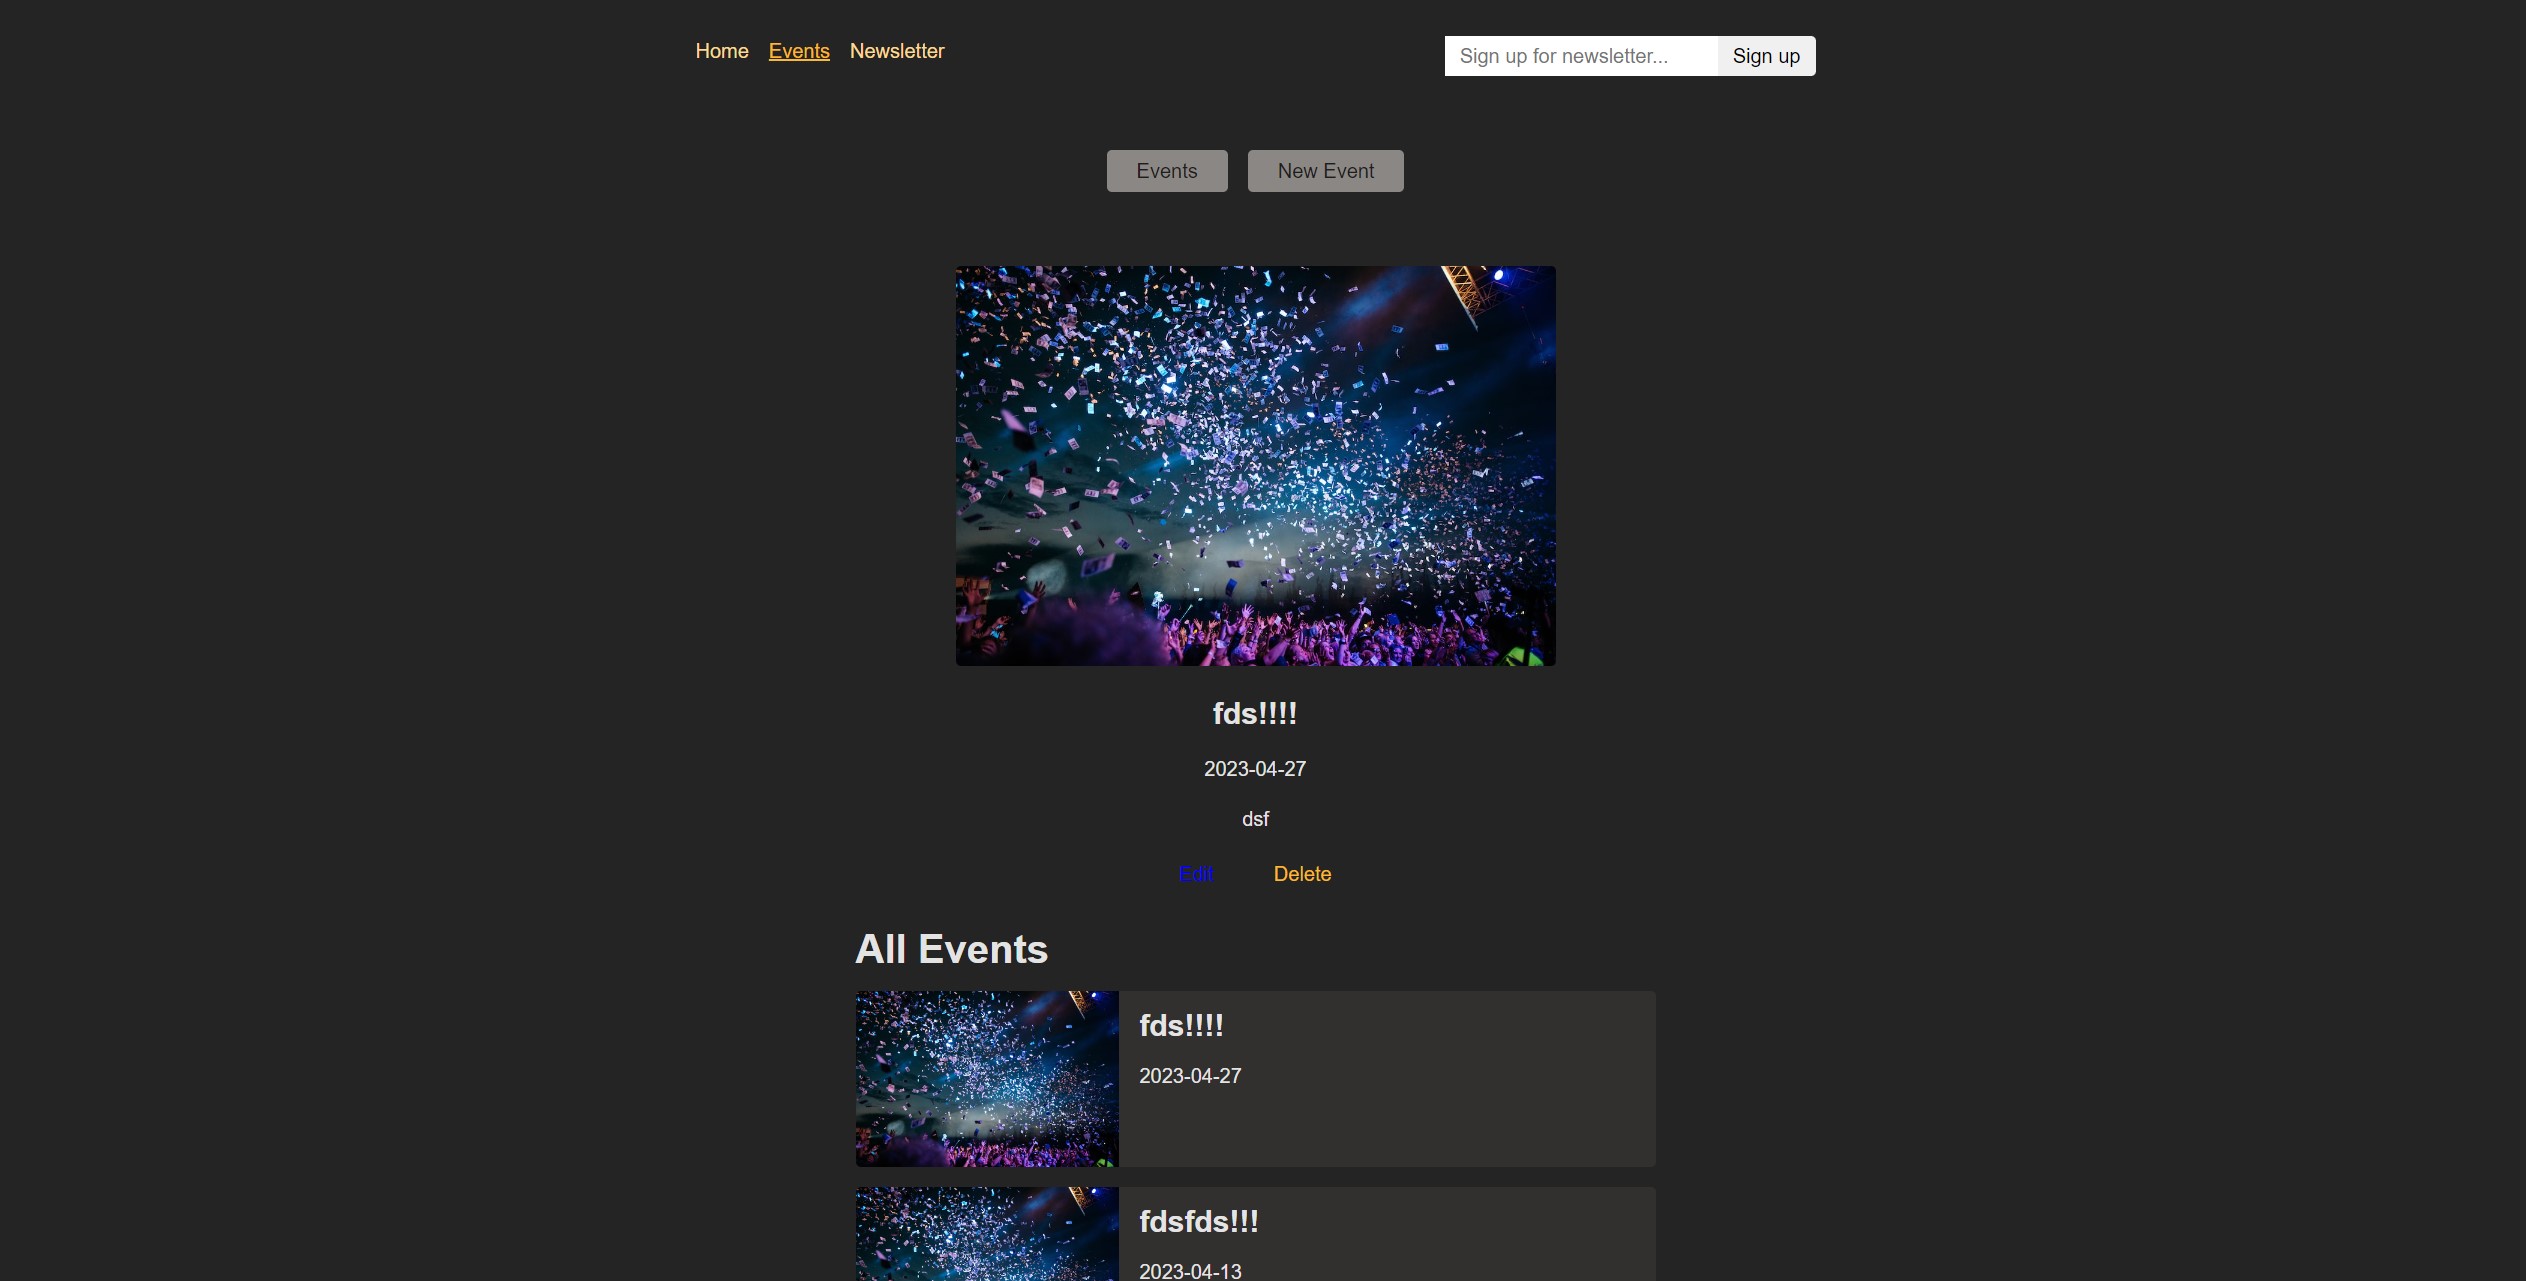 Home Events Newsletter
Sign up for newsletter... Sign up
Events New Event
fds!!!!
2023-04-27
dsf
Edit Delete
All Events
fds!!!!
2023-04-27
fdsfds!!!
2023-04-13